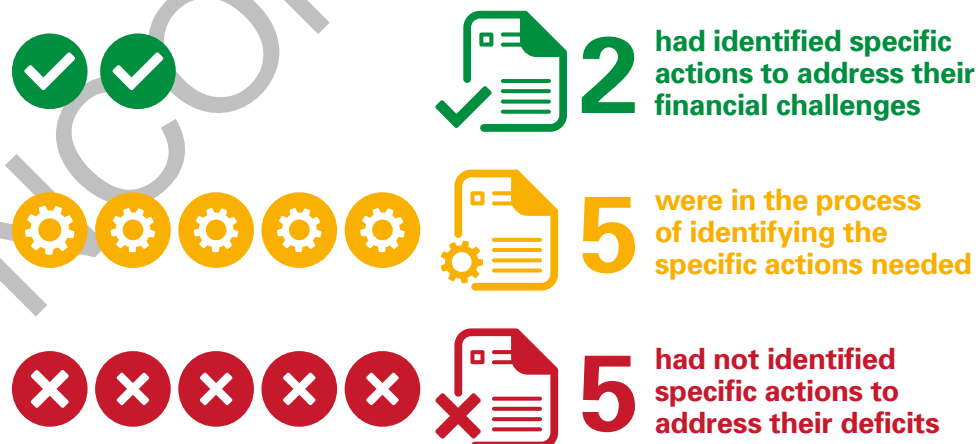 2
had identified specific
actions to address their
financial challenges
5
were in the process
of identifying the
specific actions needed
5
had not identified
specific actions to
address their deficits